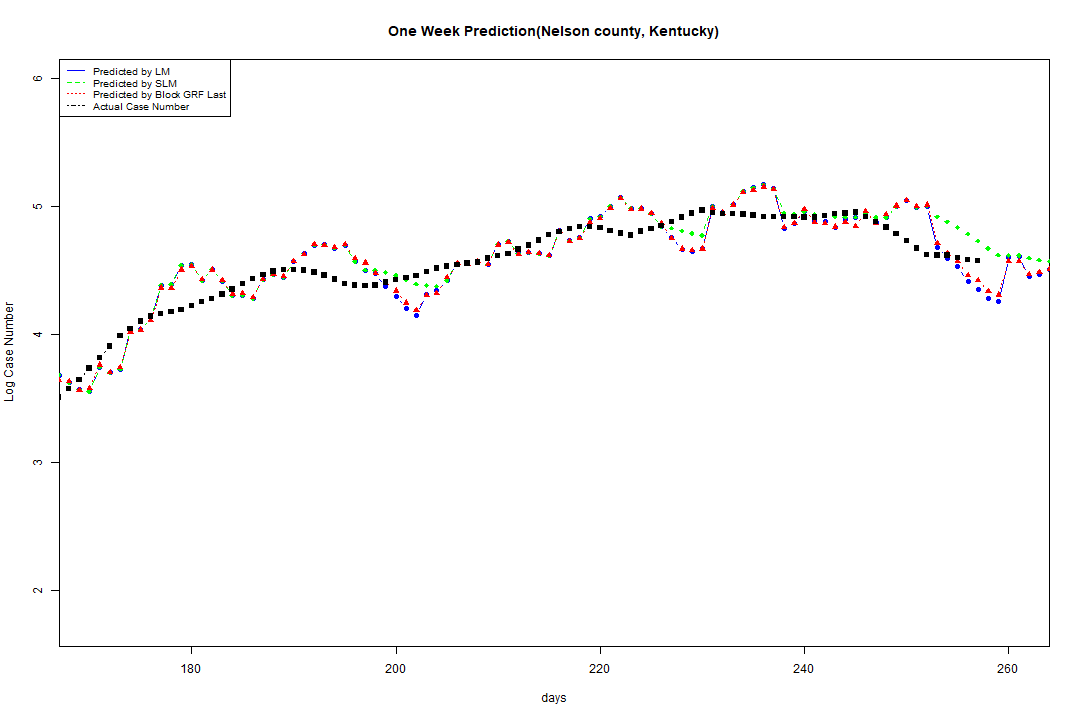 One Week Prediction(Nelson county, Kentucky)
Predicted by LM
Predicted by SLM
Predicted by Block GRF Last
Actual Case Number
6
5
4
3
2
Log Case Number
180 200 220 240 260
days